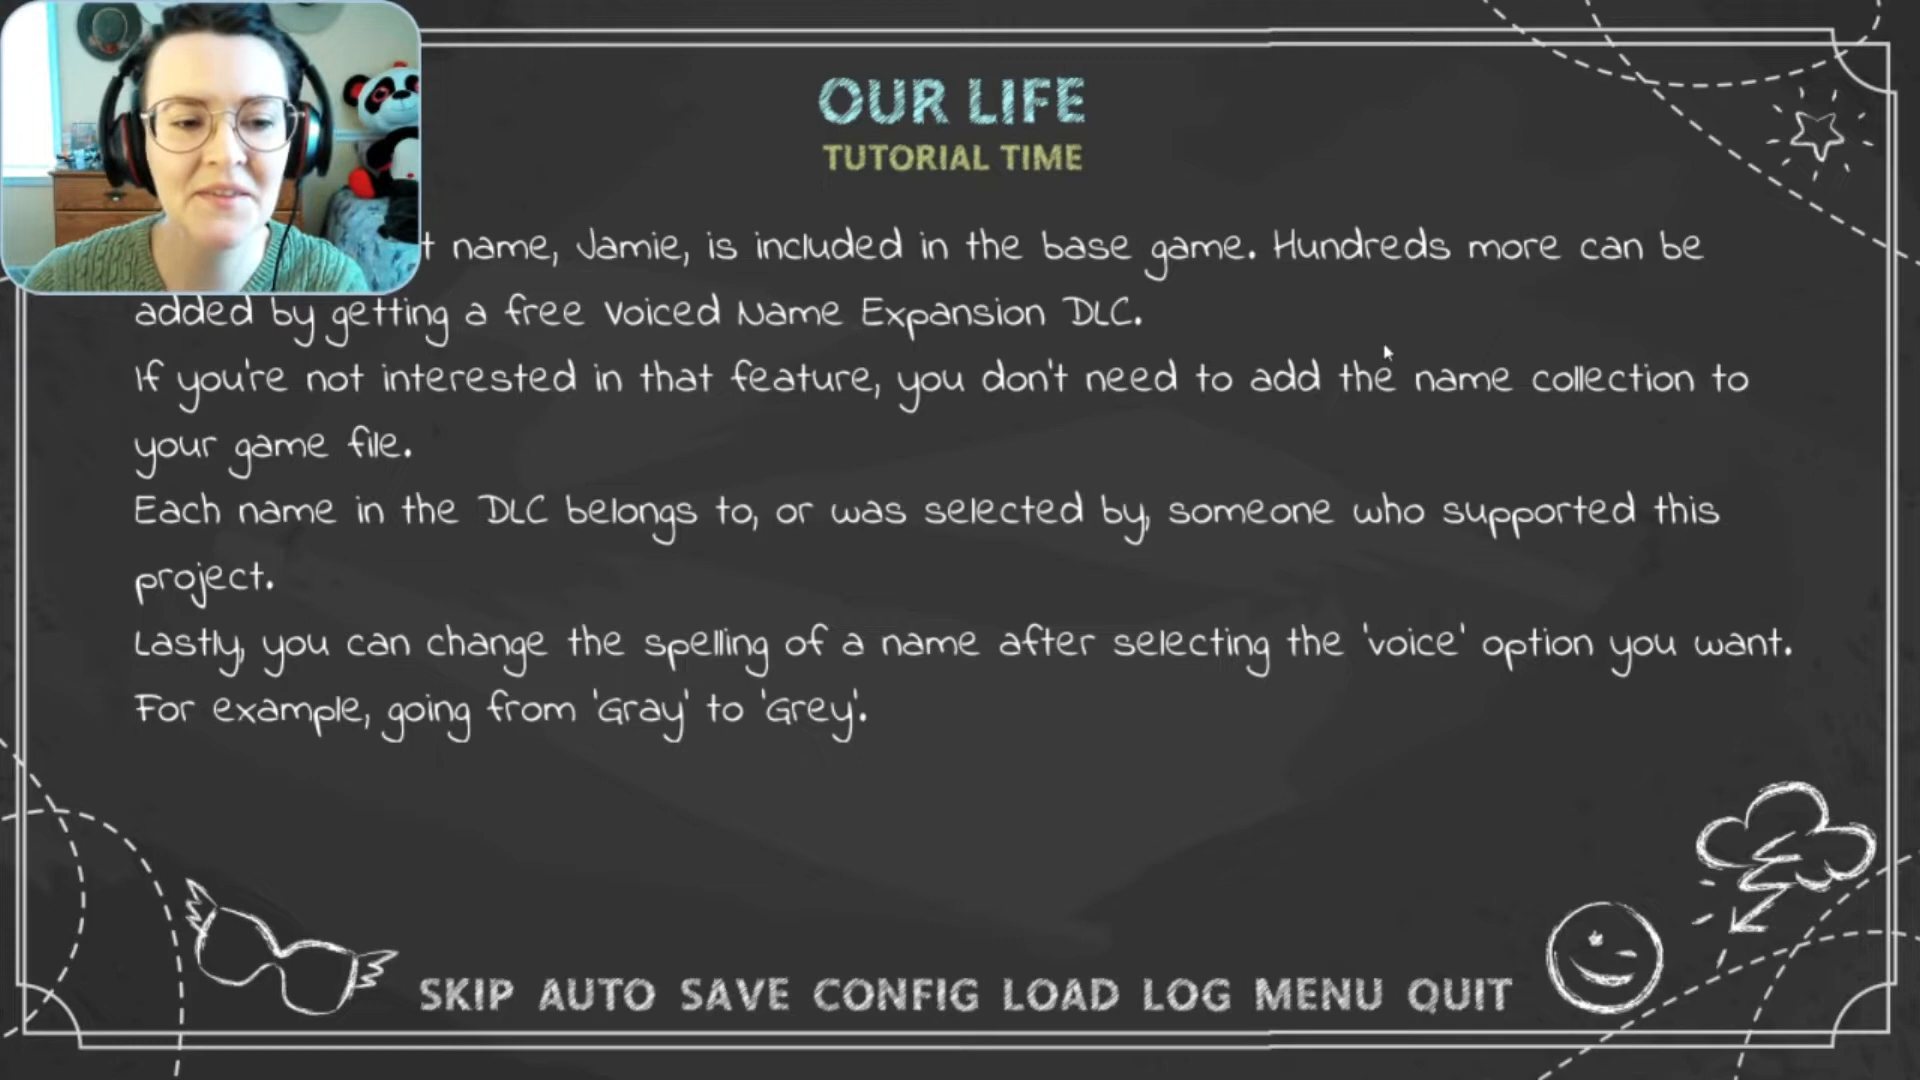 OUR LIFE
TUTORIAL TIME
t name, Jamie, is included in the base game. Hundreds more can be
added by getting a free Voiced Name Expansion DLC.
If you're not interested in that feature, you don't need to add the name collection to
your game file.
Each name in the DLC belongs to, or was selected by, someone who supported this
project.
Lastly, you can change the spelling of a name after selecting the 'voice' option you want.
For example, going from 'Gray' to 'Grey'.
SKIP AUTO SAVE CONFIG LOAD LOG MENU QUIT